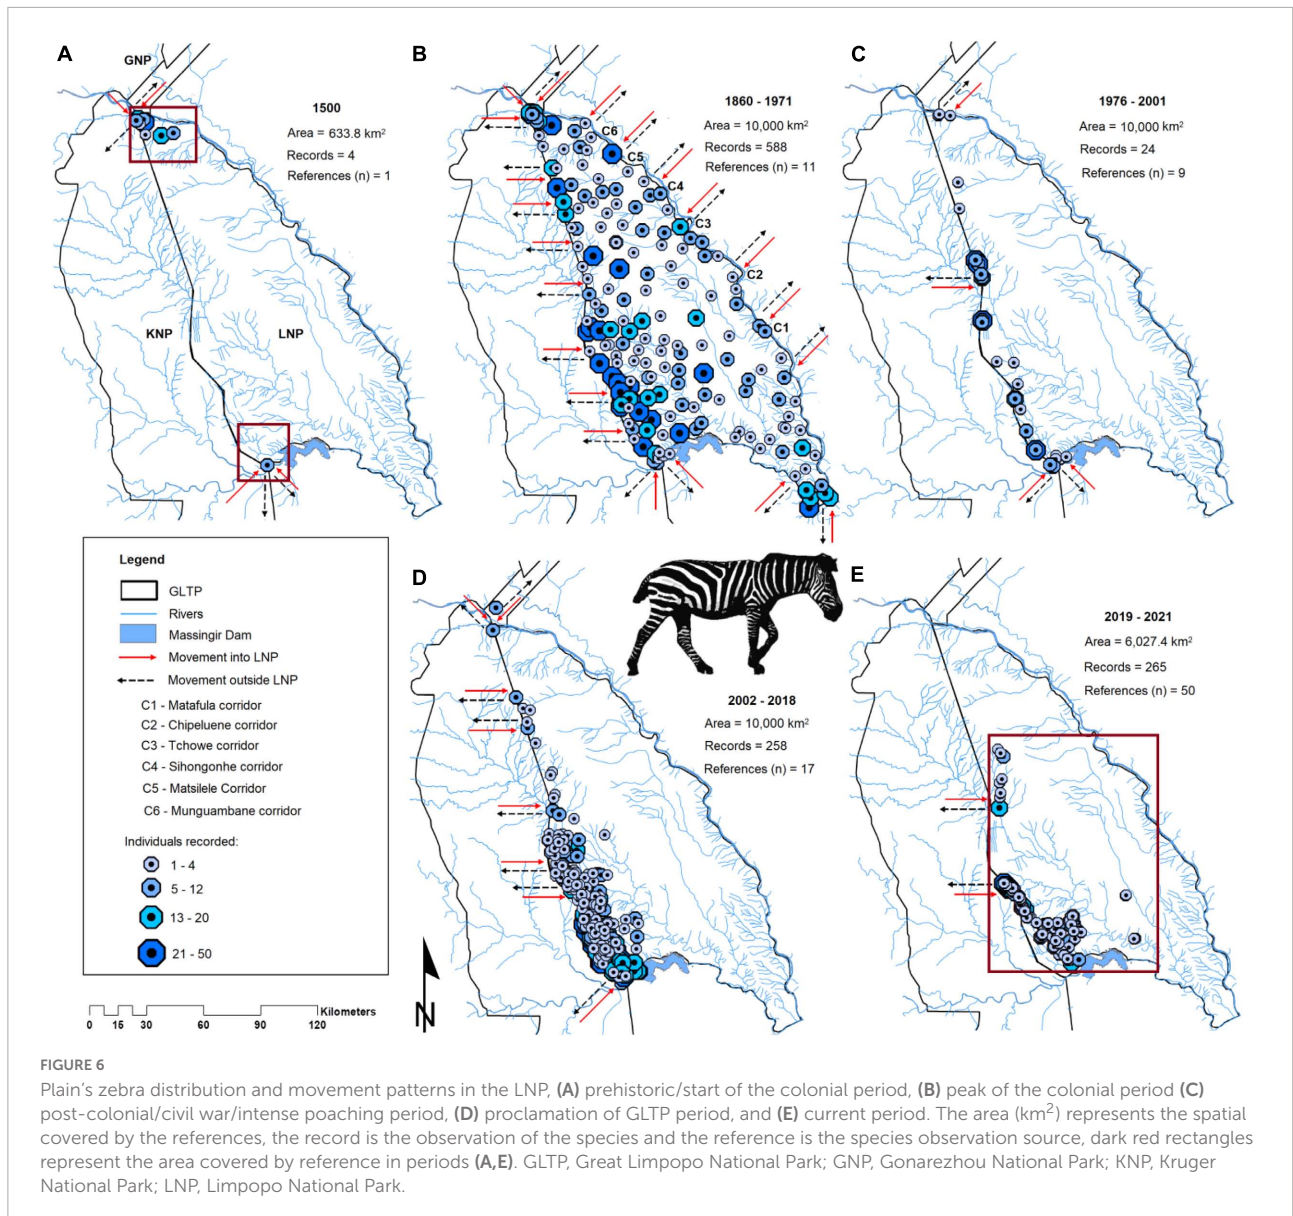 A
GNP
1500
Area = 633.8 km²
Records = 4
References (n) = 1
KNP
LNP
B
1860 - 1971
Area = 10,000 km²
Records = 588
References (n) = 11
C6
C5
C4
C3
C2
C1
C
1976 - 2001
Area = 10,000 km²
Records = 24
References (n) = 9
Legend
GLTP
Rivers
Massingir Dam
Movement into LNP
Movement outside LNP
C1 - Matafula corridor
C2 - Chipeluene corridor
C3 - Tchowe corridor
C4 - Sihongonhe corridor
C5 - Matsilele Corridor
C6 - Munguambane corridor
Individuals recorded:
1 - 4
5 - 12
13 - 20
21 - 50
0 15 30 60 90 120
Kilometers
D
2002 - 2018
Area = 10,000 km²
Records = 258
References (n) = 17
N
E
2019 - 2021
Area = 6,027.4 km²
Records = 265
References (n) = 50
FIGURE 6
Plain's zebra distribution and movement patterns in the LNP, (A) prehistoric/start of the colonial period, (B) peak of the colonial period (C)
post-colonial/civil war/intense poaching period, (D) proclamation of GLTP period, and (E) current period. The area (km²) represents the spatial
covered by the references, the record is the observation of the species and the reference is the species observation source, dark red rectangles
represent the area covered by reference in periods (A,E). GLTP, Great Limpopo National Park; GNP, Gonarezhou National Park; KNP, Kruger
National Park; LNP, Limpopo National Park.